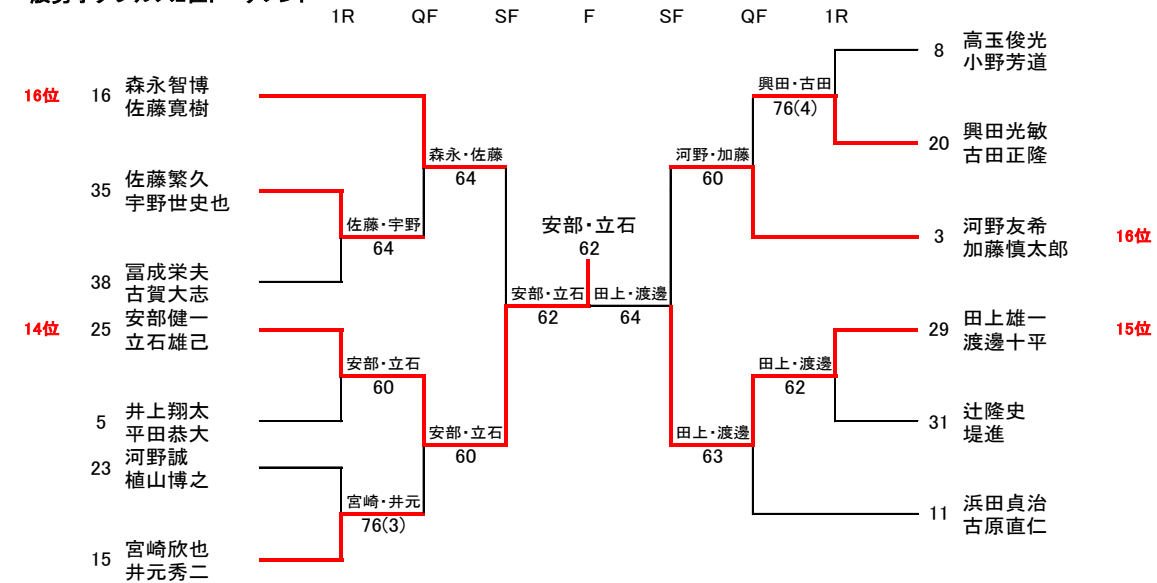 1R QF SF F SF QF 1R
16位 16 森永智博
佐藤寛樹
35 佐藤繁久
宇野世史也
38 冨成栄夫
古賀大志
14位 25 安部健一
立石雄己
5 井上翔太
平田恭大
23 河野誠
植山博之
15 宮崎欣也
井元秀二
佐藤・宇野
64
安部・立石
60
宮崎・井元
76(3)
森永・佐藤
64
安部・立石
60
安部・立石
62
安部・立石
62
田上・渡邊
64
河野・加藤
60
田上・渡邊
63
興田・古田
76(4)
田上・渡邊
62
8 高玉俊光
小野芳道
20 興田光敏
古田正隆
3 河野友希
加藤慎太郎 16位
29 田上雄一 15位
渡邊十平
31 辻隆史
堤進
11 浜田貞治
古原直仁